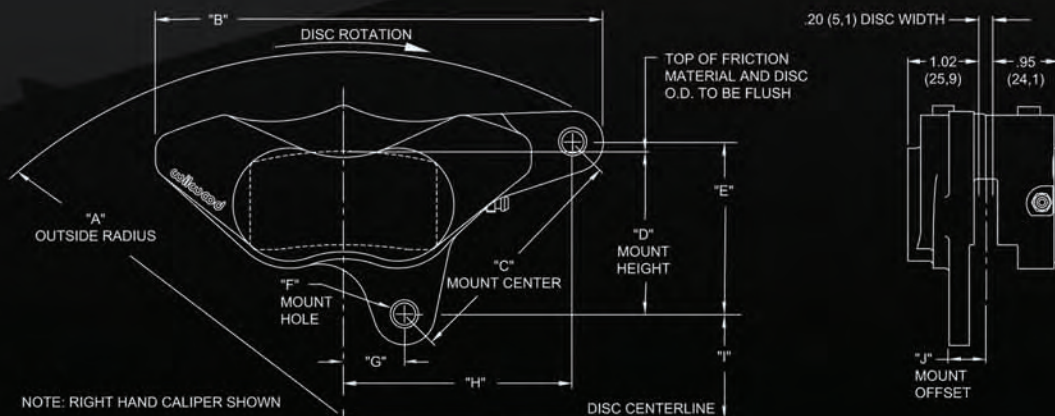 "B"
DISC ROTATION
.20 (5,1) DISC WIDTH
1.02
(25,9)
.95
(24,1)
TOP OF FRICTION
MATERIAL AND DISC
O.D. TO BE FLUSH
wilwood
"A"
OUTSIDE RADIUS
"E"
"D"
MOUNT
HEIGHT
"C"
MOUNT CENTER
"F"
MOUNT
HOLE
"G"
"H"
"I"
"J"
MOUNT
OFFSET
NOTE: RIGHT HAND CALIPER SHOWN
DISC CENTERLINE